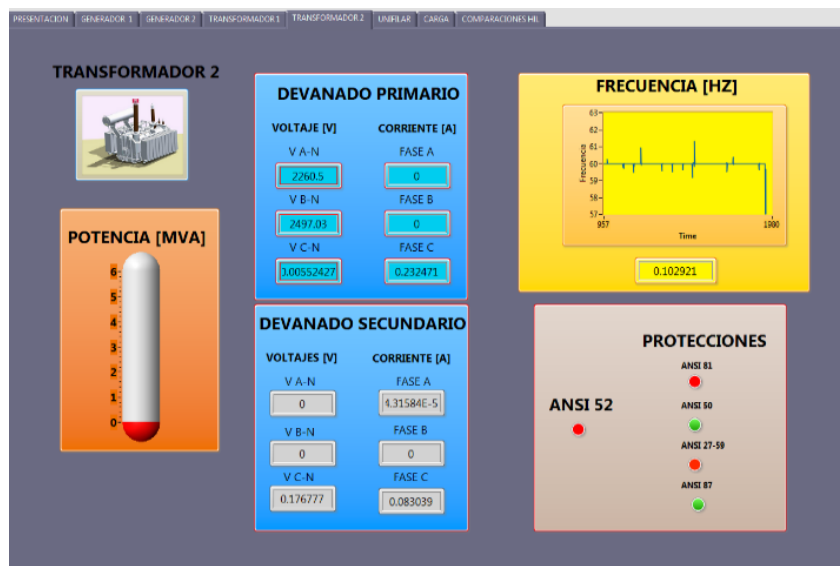 PRESENTACION GENERADOR 1 GENERADOR 2 TRANSFORMADOR 1 TRANSFORMADOR 2 UNIFILAR CARGA COMPARACIONES HIL
TRANSFORMADOR 2
POTENCIA [MVA]
6
5
4
3
2
1
0
DEVANADO PRIMARIO
VOLTAJE [V] CORRIENTE [A]
V A-N FASE A
2260.5 0
V B-N FASE B
2497.03 0
V C-N FASE C
0.00552427 0.232471
DEVANADO SECUNDARIO
VOLTAJES [V] CORRIENTE [A]
V A-N FASE A
0 4.31584E-5
V B-N FASE B
0 0
V C-N FASE C
0.176777 0.083039
FRECUENCIA [HZ]
Frecuencia
63
62
61
60
59
58
57
957 1980
Time
0.102921
PROTECCIONES
ANSI 81
ANSI 52
ANSI 50
ANSI 27-59
ANSI 87